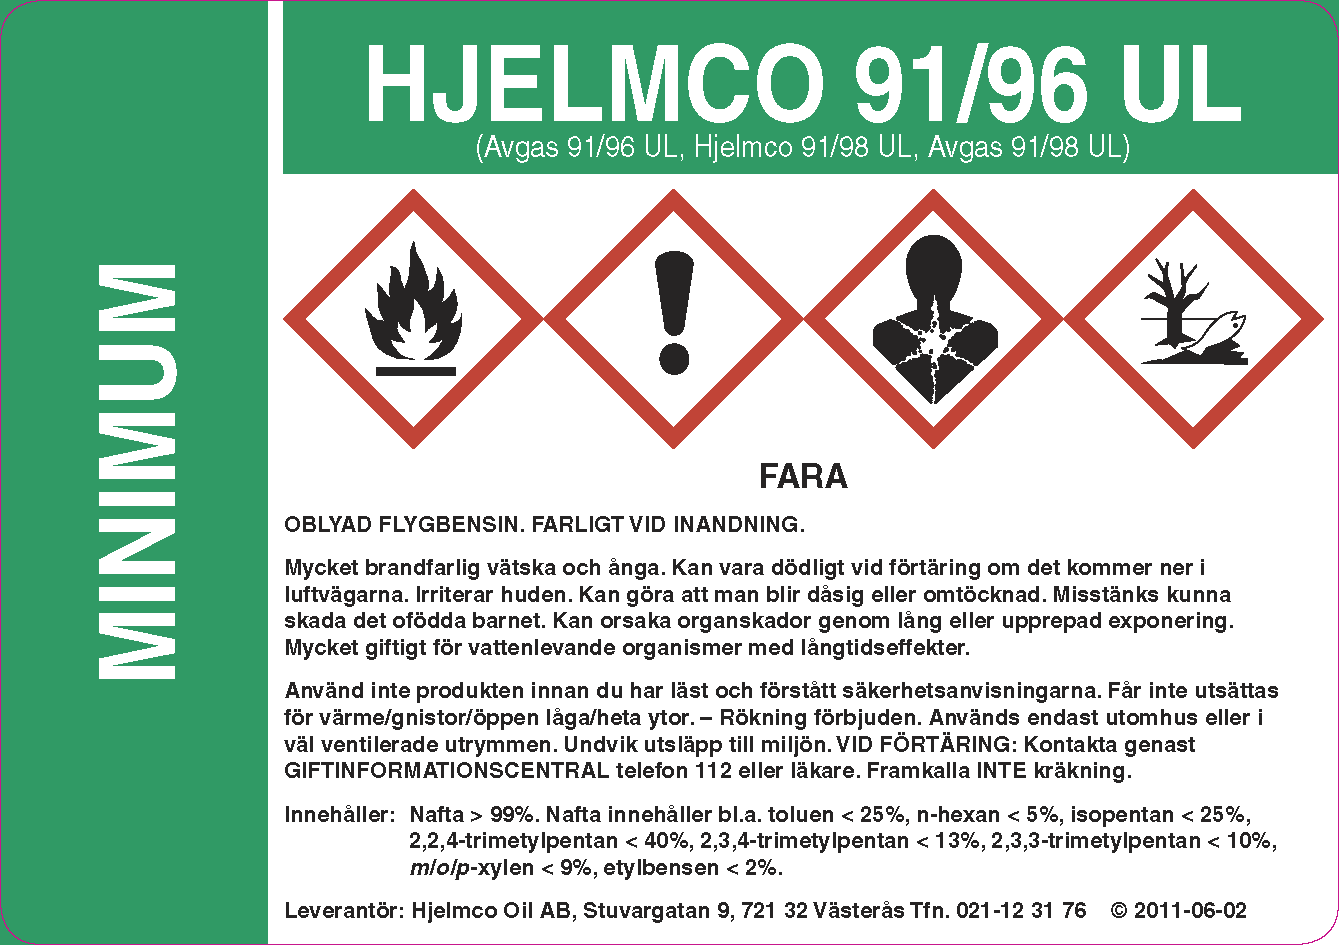 MINIMUM
HJELMCO 91/96 UL
(Avgas 91/96 UL, Hjelmco 91/98 UL, Avgas 91/98 UL)
FARA
OBLYAD FLYGBENSIN. FARLIGT VID INANDNING.
Mycket brandfarlig vätska och ånga. Kan vara dödligt vid förtäring om det kommer ner i
luftvägarna. Irriterar huden. Kan göra att man blir dåsig eller omtöcknad. Misstänks kunna
skada det ofödda barnet. Kan orsaka organskador genom lång eller upprepad exponering.
Mycket giftigt för vattenlevande organismer med långtidseffekter.
Använd inte produkten innan du har läst och förstått säkerhetsanvisningarna. Får inte utsättas
för värme/gnistor/öppen låga/heta ytor. – Rökning förbjuden. Används endast utomhus eller i
väl ventilerade utrymmen. Undvik utsläpp till miljön. VID FÖRTÄRING: Kontakta genast
GIFTINFORMATIONSCENTRAL telefon 112 eller läkare. Framkalla INTE kräkning.
Innehåller: Nafta > 99%. Nafta innehåller bl.a. toluen < 25%, n-hexan < 5%, isopentan < 25%,
2,2,4-trimetylpentan < 40%, 2,3,4-trimetylpentan < 13%, 2,3,3-trimetylpentan < 10%,
m/o/p-xylen < 9%, etylbensen < 2%.
Leverantör: Hjelmco Oil AB, Stuvargatan 9, 721 32 Västerås Tfn. 021-12 31 76 © 2011-06-02